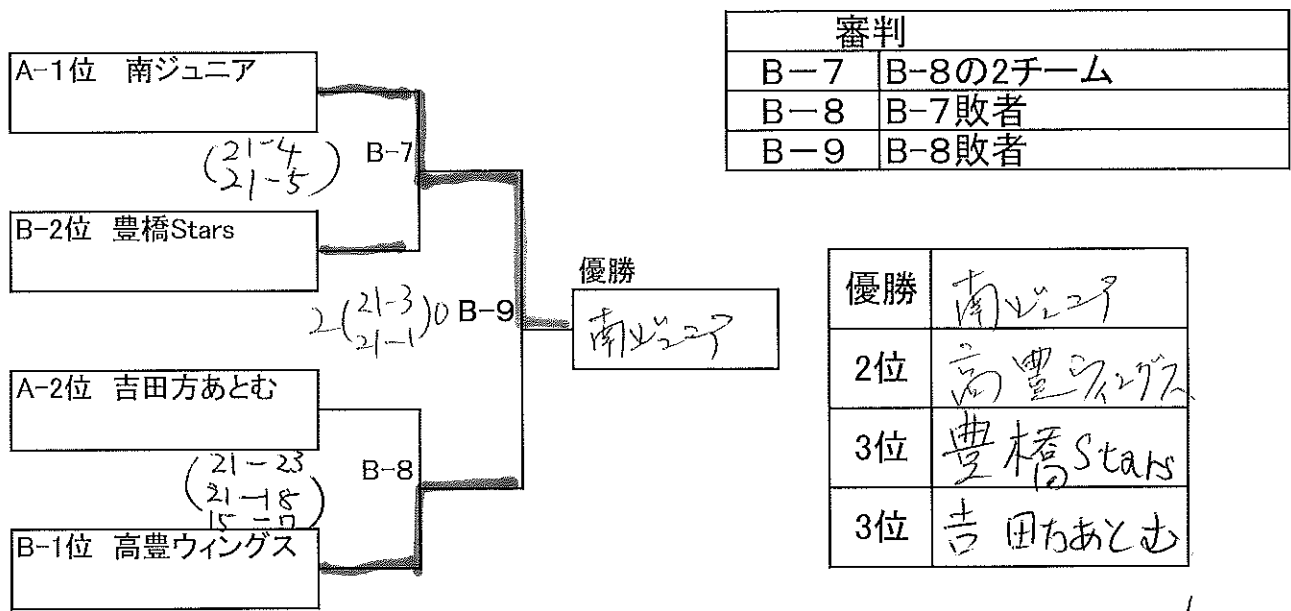 審判
B-7 B-8の2チーム
B-8 B-7敗者
B-9 B-8敗者
A-1位 南ジュニア
(21-4
21-5)
B-7
B-2位 豊橋Stars
2(21-3
21-1)0
B-9
優勝
南ジュニア
A-2位 吉田方あとむ
(21-23
21-18
B-8
B-1位 高豊ウィングス
優勝 南ジュニア
2位 高豊ウィングス
3位 豊橋Stars
3位 吉田方あとむ